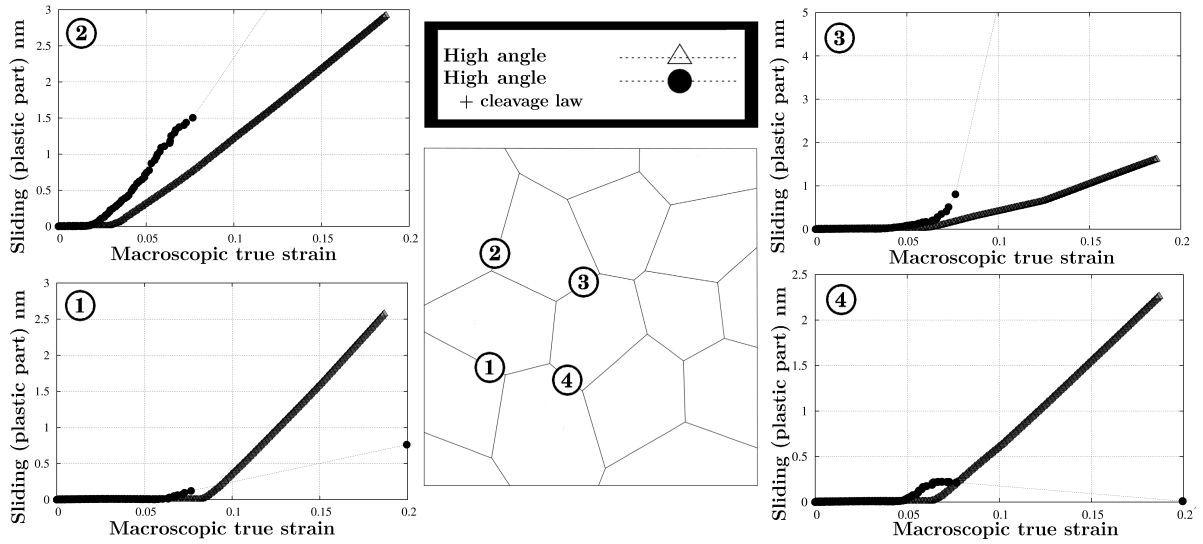 2
Sliding (plastic part) nm
3
2.5
2
1.5
1
0.5
0
0 0.05 0.1 0.15 0.2
Macroscopic true strain
High angle
High angle
+ cleavage law
3
Sliding (plastic part) nm
5
4
3
2
1
0
0 0.05 0.1 0.15 0.2
Macroscopic true strain
1
Sliding (plastic part) nm
3
2.5
2
1.5
1
0.5
0
0 0.05 0.1 0.15 0.2
Macroscopic true strain
2
3
1
4
4
Sliding (plastic part) nm
2.5
2
1.5
1
0.5
0
0 0.05 0.1 0.15 0.2
Macroscopic true strain